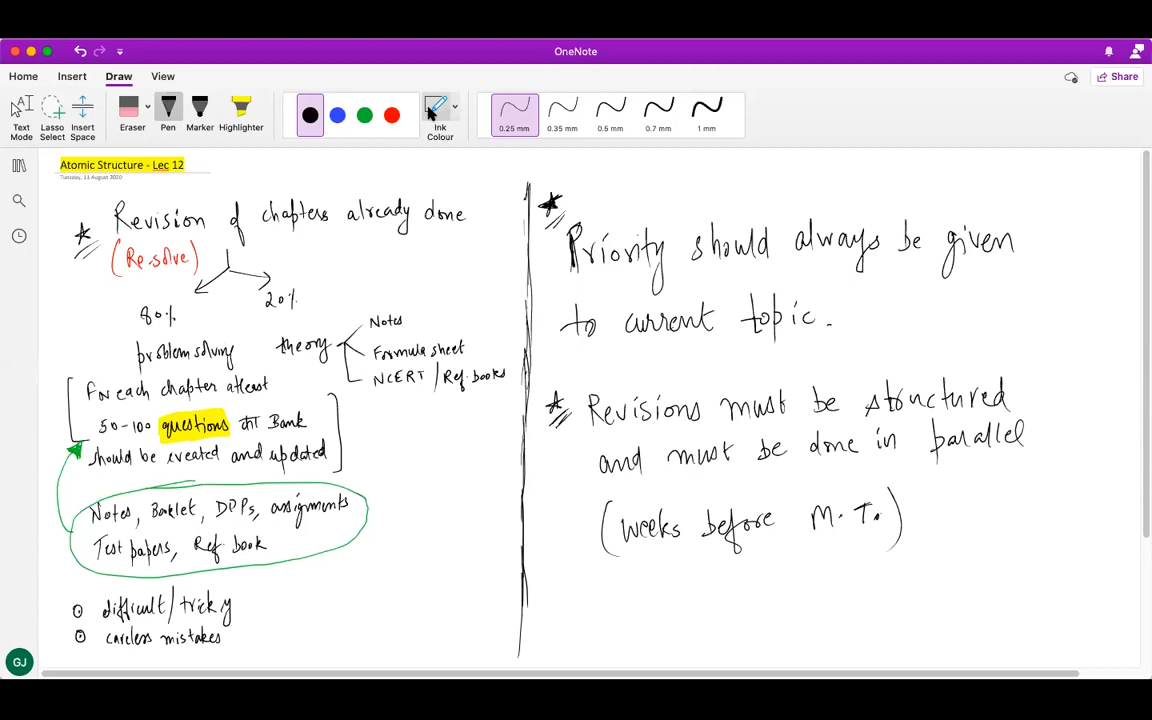 OneNote
Home Insert Draw View
Share
Text Mode
Lasso Select
Insert Space
Eraser
Pen
Marker
Highlighter
Ink Colour
0.25 mm
0.35 mm
0.5 mm
0.7 mm
1 mm
Atomic Structure - Lec 12
Tuesday, 11 August 2020
Revision of chapters already done
(Re-solve)
80%
20%
problem solving
theory
Notes
Formula sheet
NCERT / Ref. books
For each chapter atleast
50-100 questions Bank
should be created and updated
Notes, Booklet, DPPs, assignments
Test papers, Ref book
difficult/tricky
careless mistakes
GJ
Priority should always be given
to current topic.
Revisions must be structured
and must be done in parallel
(weeks before M.T.)